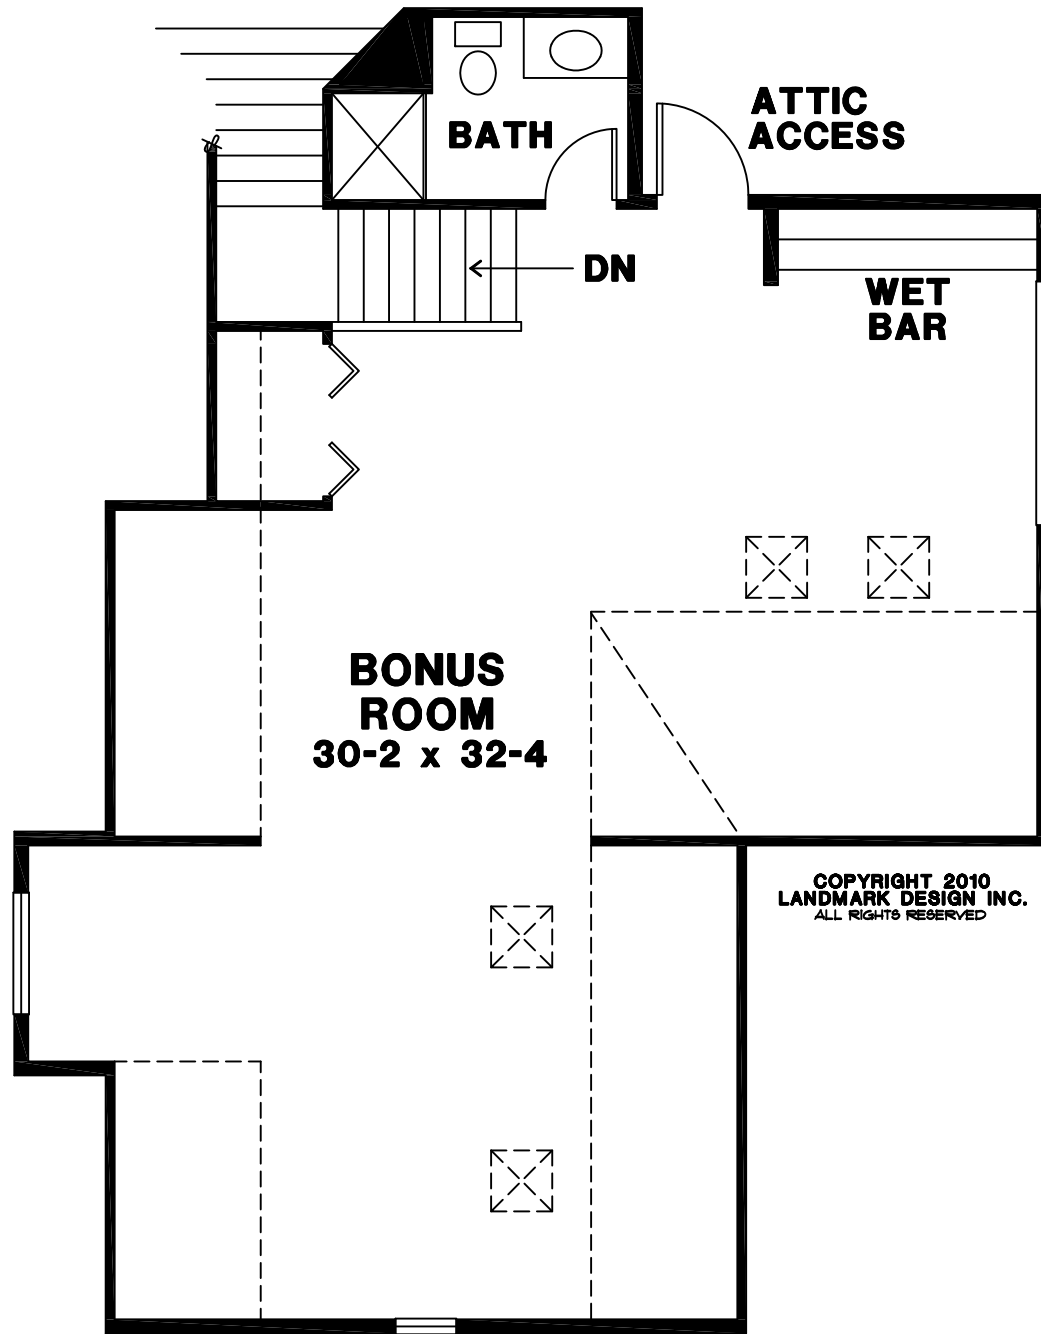 BATH
ATTIC
ACCESS
DN
WET
BAR
BONUS
ROOM
30-2 x 32-4
COPYRIGHT 2010
LANDMARK DESIGN INC.
ALL RIGHTS RESERVED